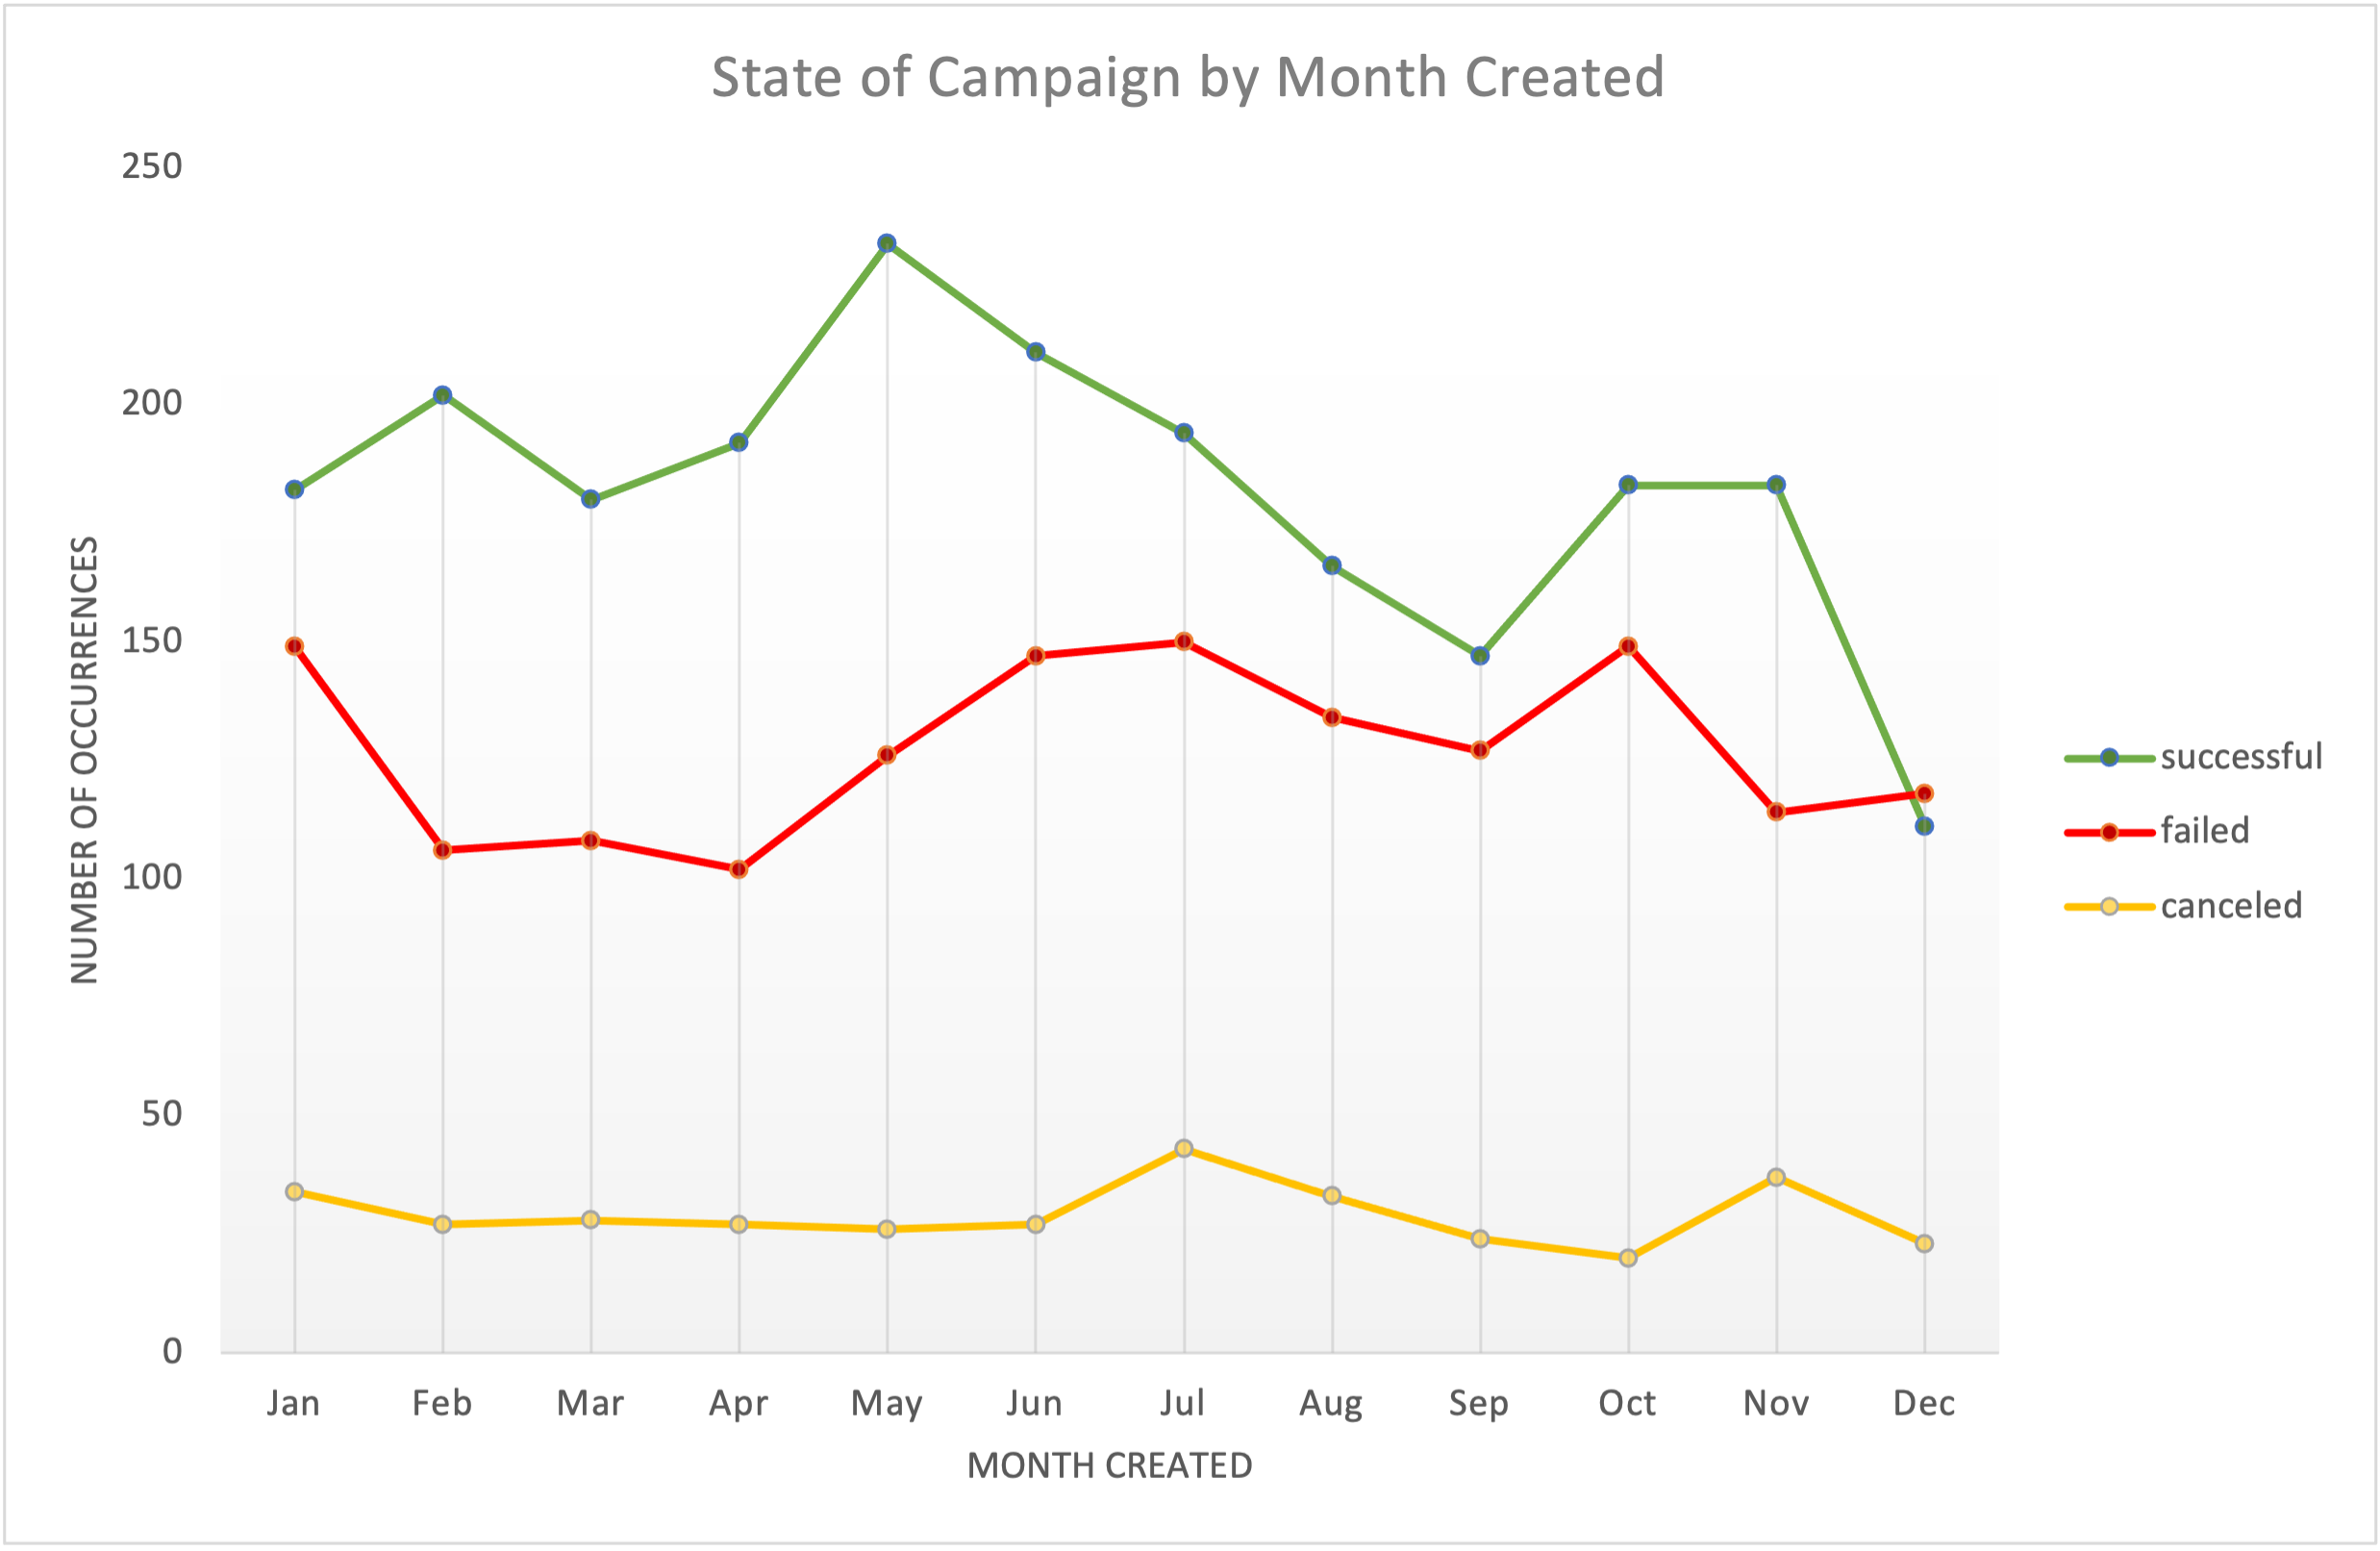 State of Campaign by Month Created
250
200
150
100
50
0
NUMBER OF OCCURRENCES
Jan Feb Mar Apr May Jun Jul Aug Sep Oct Nov Dec
MONTH CREATED
successful
failed
canceled